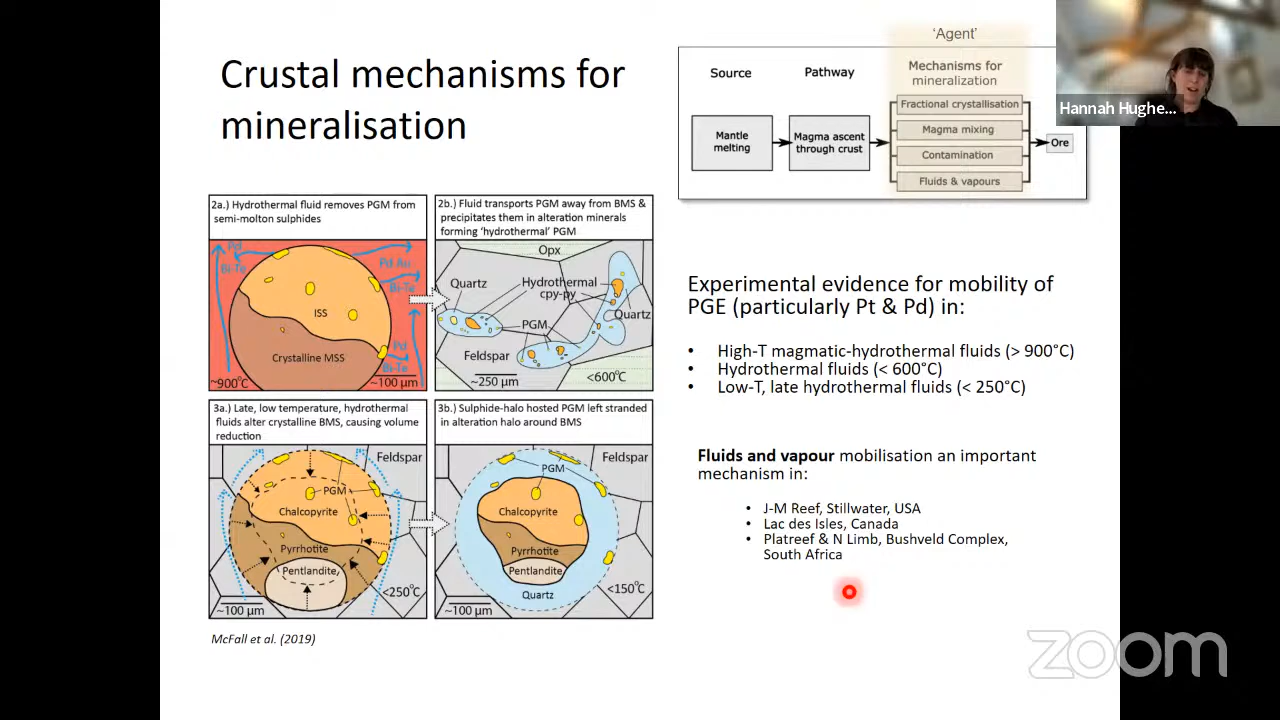 Crustal mechanisms for
mineralisation
'Agent'
Source
Pathway
Mechanisms for
mineralization
Mantle
melting
Magma ascent
through crust
Fractional crystallisation
Magma mixing
Contamination
Fluids & vapours
Ore
Hannah Hughe...
2a.) Hydrothermal fluid removes PGM from
semi-molton sulphides
Pd
Bi-Te
Pd Au
Bi-Te
ISS
Crystalline MSS
Pd
Bi-Te
~900°C
~100 µm
2b.) Fluid transports PGM away from BMS &
precipitates them in alteration minerals
forming 'hydrothermal' PGM
Opx
Quartz
Hydrothermal
cpy-py
Quartz
PGM
Feldspar
~250 µm
<600°C
3a.) Late, low temperature, hydrothermal
fluids alter crystalline BMS, causing volume
reduction
Feldspar
PGM
Chalcopyrite
Pyrrhotite
Pentlandite
<250°C
~100 µm
3b.) Sulphide-halo hosted PGM left stranded
in alteration halo around BMS
PGM
Feldspar
Chalcopyrite
Pyrrhotite
Pentlandite
Quartz
<150°C
~100 µm
McFall et al. (2019)
Experimental evidence for mobility of
PGE (particularly Pt & Pd) in:
• High-T magmatic-hydrothermal fluids (> 900°C)
• Hydrothermal fluids (< 600°C)
• Low-T, late hydrothermal fluids (< 250°C)
Fluids and vapour mobilisation an important
mechanism in:
• J-M Reef, Stillwater, USA
• Lac des Isles, Canada
• Platreef & N Limb, Bushveld Complex,
South Africa
zoom